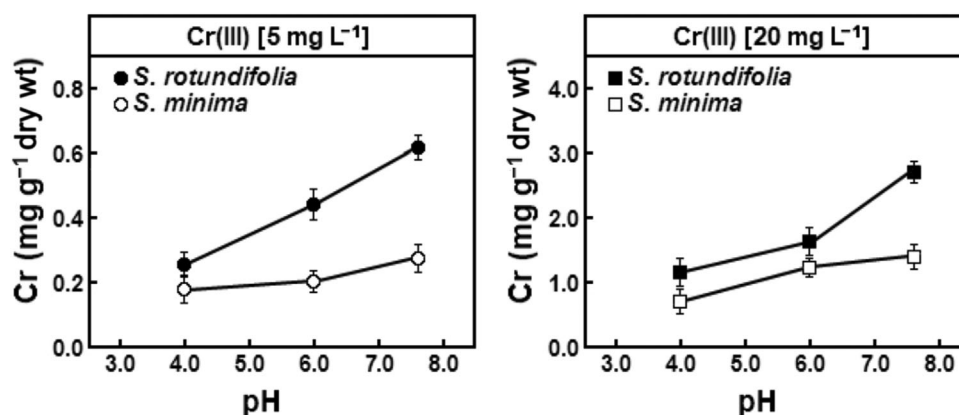 Cr(III) [5 mg L⁻¹]
S. rotundifolia
S. minima
Cr (mg g⁻¹ dry wt)
0.8
0.6
0.4
0.2
0.0
3.0 4.0 5.0 6.0 7.0 8.0
pH
Cr(III) [20 mg L⁻¹]
S. rotundifolia
S. minima
Cr (mg g⁻¹ dry wt)
4.0
3.0
2.0
1.0
0.0
3.0 4.0 5.0 6.0 7.0 8.0
pH